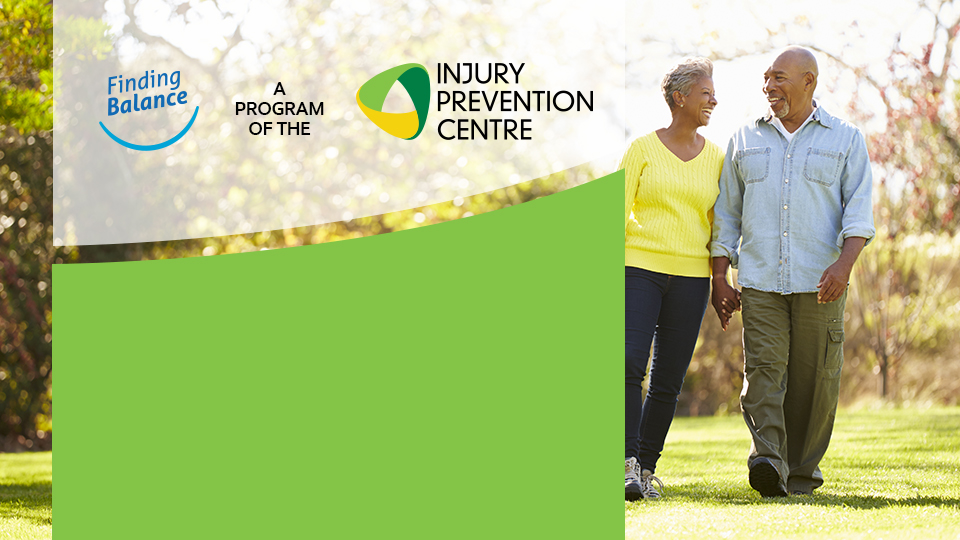 Finding
Balance
A
PROGRAM
OF THE
INJURY
PREVENTION
CENTRE